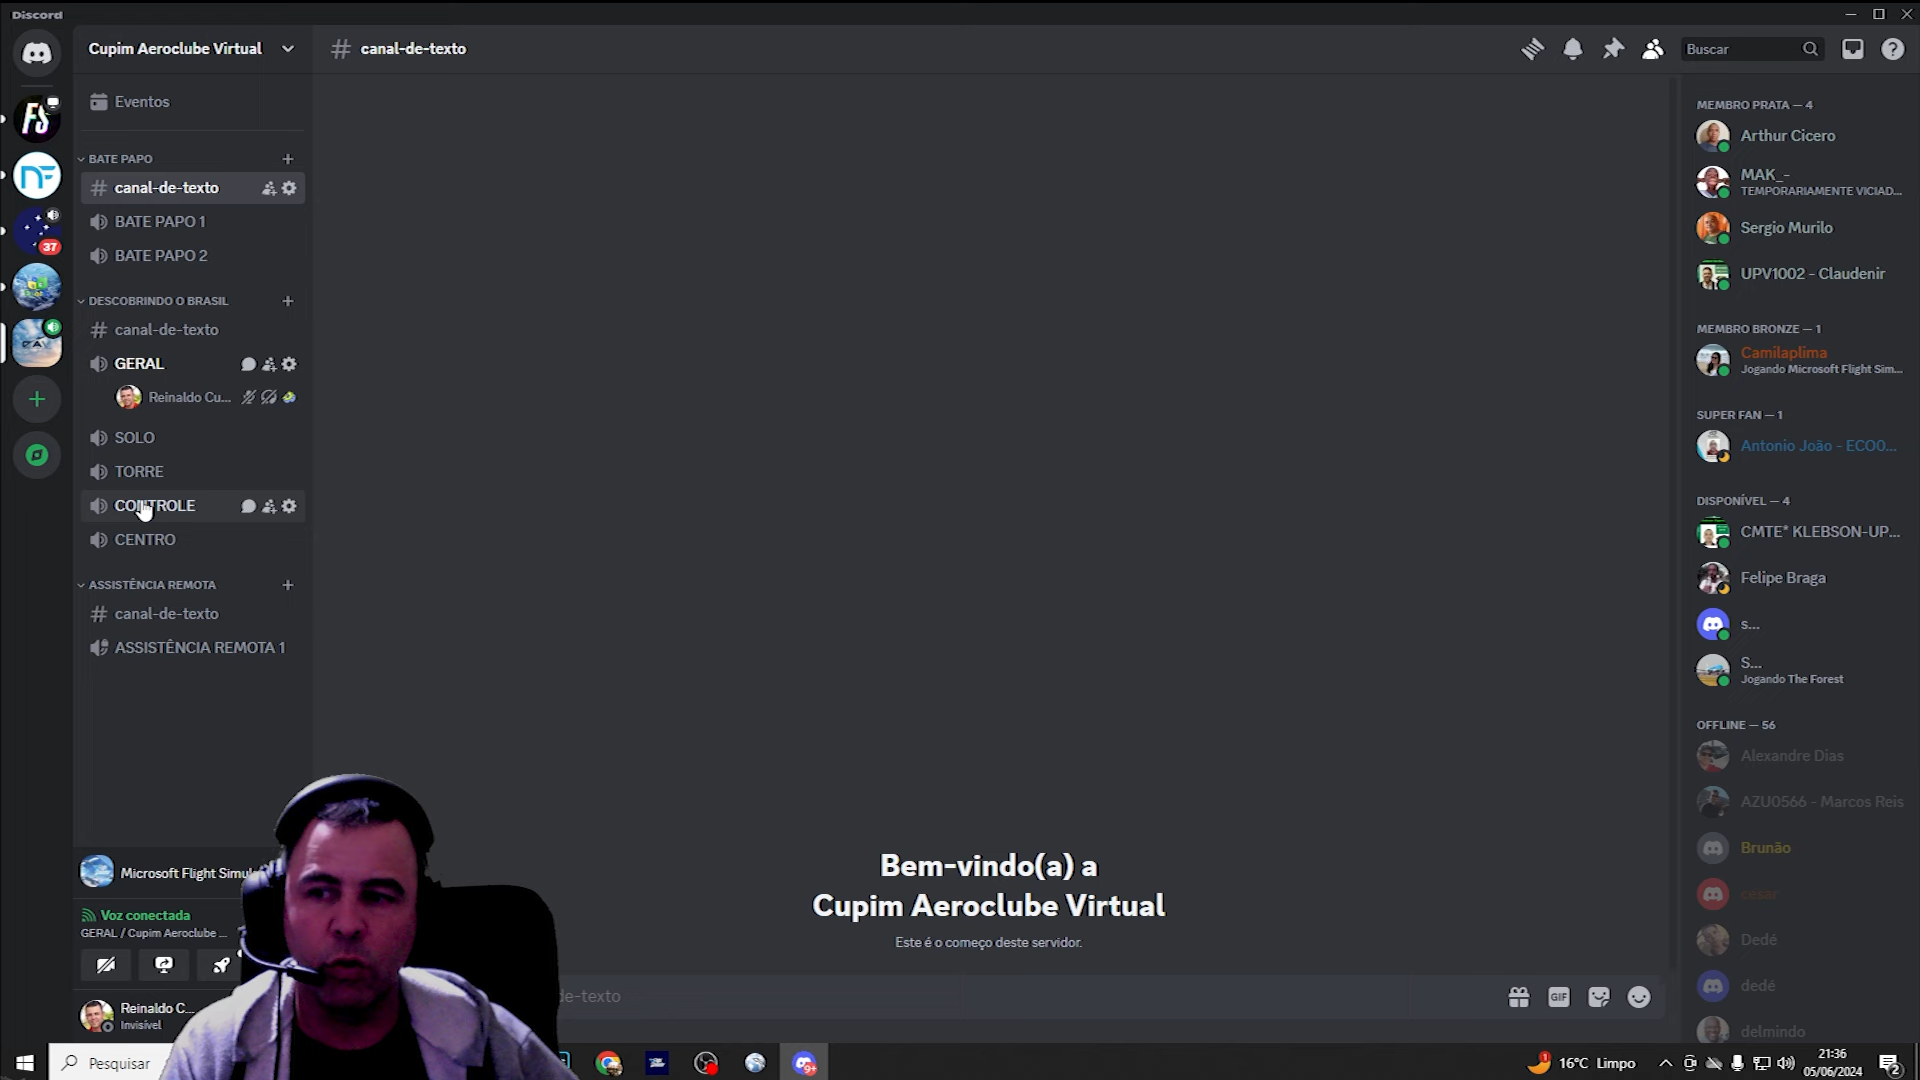 Discord
Cupim Aeroclube Virtual
canal-de-texto
Buscar
Eventos
BATE PAPO
canal-de-texto
BATE PAPO 1
BATE PAPO 2
DESCOBRINDO O BRASIL
canal-de-texto
GERAL
Reinaldo Cu...
SOLO
TORRE
CONTROLE
CENTRO
ASSISTÊNCIA REMOTA
canal-de-texto
ASSISTÊNCIA REMOTA 1
FS
37
Microsoft Flight Simul
Voz conectada
GERAL / Cupim Aeroclube ...
Reinaldo C...
Invisível
Bem-vindo(a) a
Cupim Aeroclube Virtual
Este é o começo deste servidor.
de-texto
GIF
MEMBRO PRATA — 4
Arthur Cicero
MAK_-
TEMPORARIAMENTE VICIAD...
Sergio Murilo
UPV1002 - Claudenir
MEMBRO BRONZE — 1
Camilaplima
Jogando Microsoft Flight Sim...
SUPER FAN — 1
Antonio João - ECO0...
DISPONÍVEL — 4
CMTE* KLEBSON-UP...
Felipe Braga
s...
S...
Jogando The Forest
OFFLINE — 56
Alexandre Dias
AZU0566 - Marcos Reis
Brunão
cesar
Dedé
dedé
delmindo
Pesquisar
9+
1
16°C Limpo
21:36
05/06/2024
2